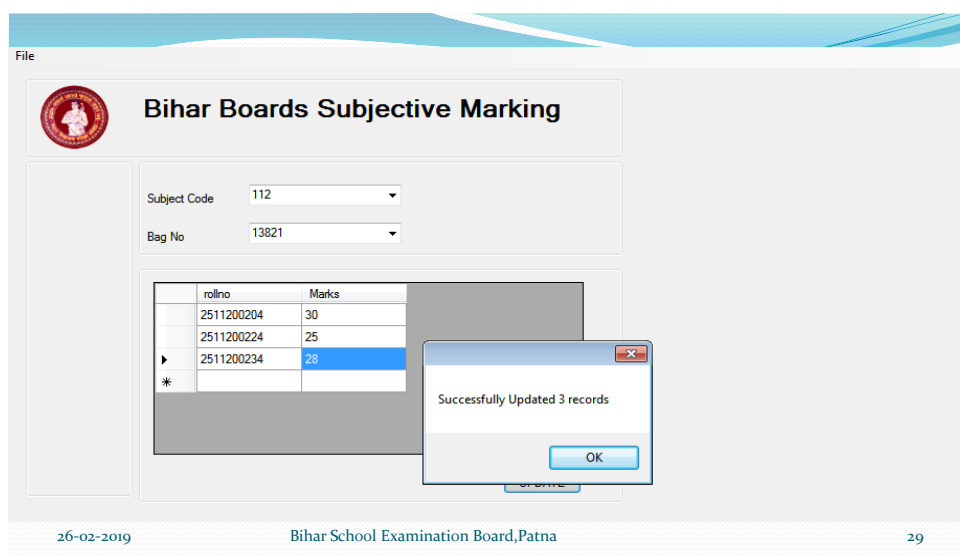 File
Bihar Boards Subjective Marking
Subject Code 112
Bag No 13821
rollno Marks
2511200204 30
2511200224 25
2511200234 28
Successfully Updated 3 records
OK
UPDATE
26-02-2019 Bihar School Examination Board,Patna 29